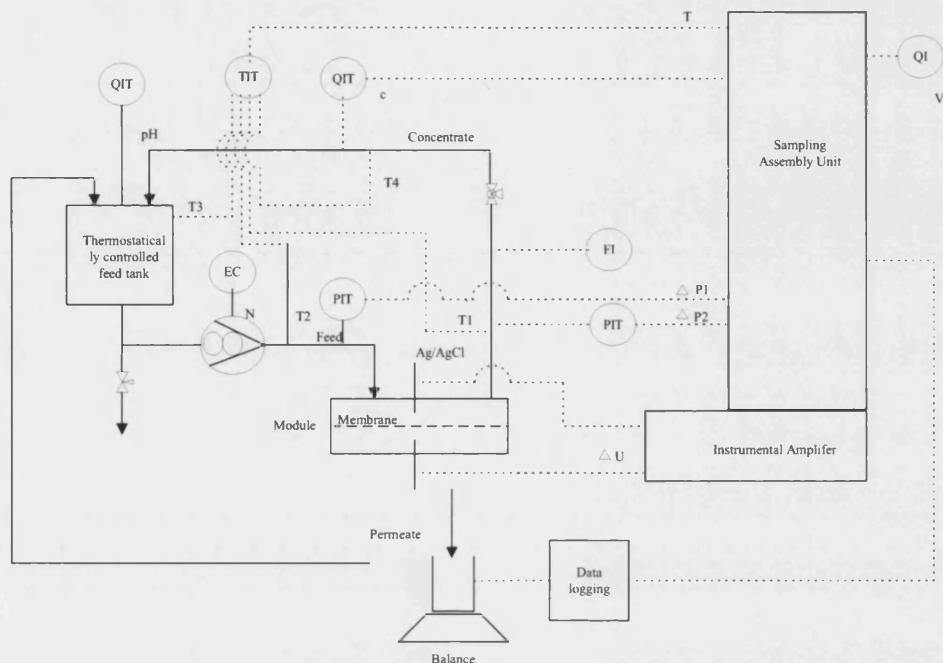 T
QIT
TIT
QIT
QI
c
V
pH
Concentrate
Sampling
Assembly Unit
T4
T3
Thermostatical
ly controlled
feed tank
FI
EC
N
PIT
△ P1
T2
T1
PIT
△ P2
Feed
Ag/AgCl
Module
Membrane
Instrumental Amplifer
△ U
Permeate
Data
logging
Balance